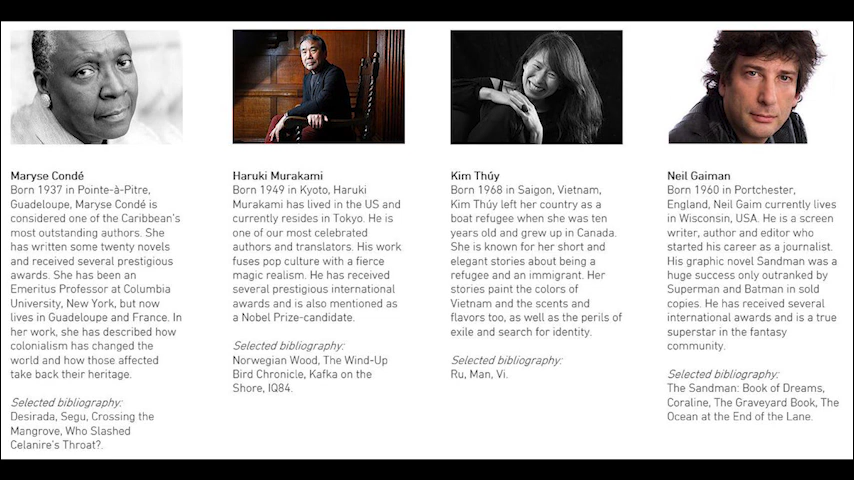 Maryse Condé
Born 1937 in Pointe-à-Pitre,
Guadeloupe, Maryse Condé is
considered one of the Caribbean's
most outstanding authors. She
has written some twenty novels
and received several prestigious
awards. She has been an
Emeritus Professor at Columbia
University, New York, but now
lives in Guadeloupe and France. In
her work, she has described how
colonialism has changed the
world and how those affected
take back their heritage.
Selected bibliography:
Desirada, Segu, Crossing the
Mangrove, Who Slashed
Celanire's Throat?.
Haruki Murakami
Born 1949 in Kyoto, Haruki
Murakami has lived in the US and
currently resides in Tokyo. He is
one of our most celebrated
authors and translators. His work
fuses pop culture with a fierce
magic realism. He has received
several prestigious international
awards and is also mentioned as
a Nobel Prize-candidate.
Selected bibliography:
Norwegian Wood, The Wind-Up
Bird Chronicle, Kafka on the
Shore, IQ84.
Kim Thúy
Born 1968 in Saigon, Vietnam,
Kim Thúy left her country as a
boat refugee when she was ten
years old and grew up in Canada.
She is known for her short and
elegant stories about being a
refugee and an immigrant. Her
stories paint the colors of
Vietnam and the scents and
flavors too, as well as the perils of
exile and search for identity.
Selected bibliography:
Ru, Man, Vi.
Neil Gaiman
Born 1960 in Portchester,
England, Neil Gaim currently lives
in Wisconsin, USA. He is a screen
writer, author and editor who
started his career as a journalist.
His graphic novel Sandman was a
huge success only outranked by
Superman and Batman in sold
copies. He has received several
international awards and is a true
superstar in the fantasy
community.
Selected bibliography:
The Sandman: Book of Dreams,
Coraline, The Graveyard Book, The
Ocean at the End of the Lane.